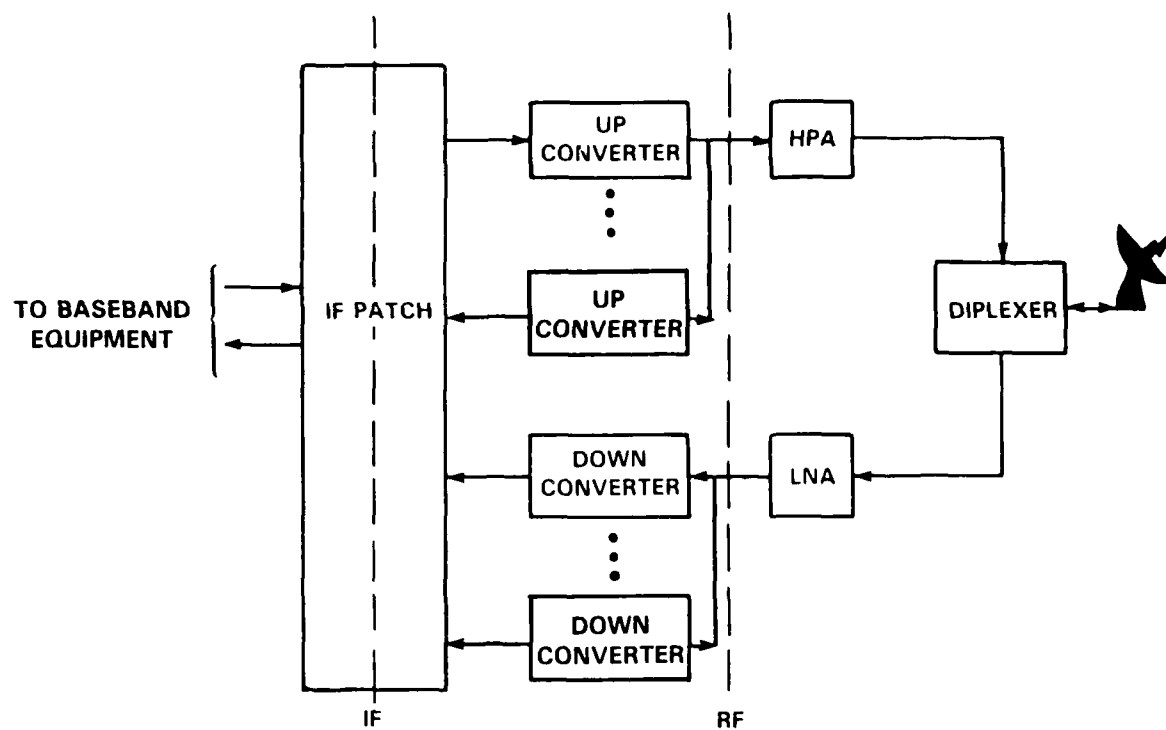 UP
CONVERTER
HPA
TO BASEBAND
EQUIPMENT
IF PATCH
UP
CONVERTER
DIPLEXER
DOWN
CONVERTER
LNA
DOWN
CONVERTER
IF
RF